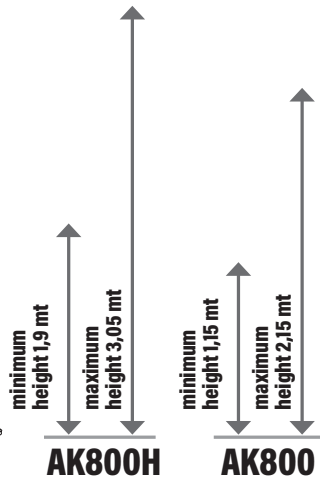 minimum
height 1,9 mt
maximum
height 3,05 mt
minimum
height 1,15 mt
maximum
height 2,15 mt
AK800H
AK800